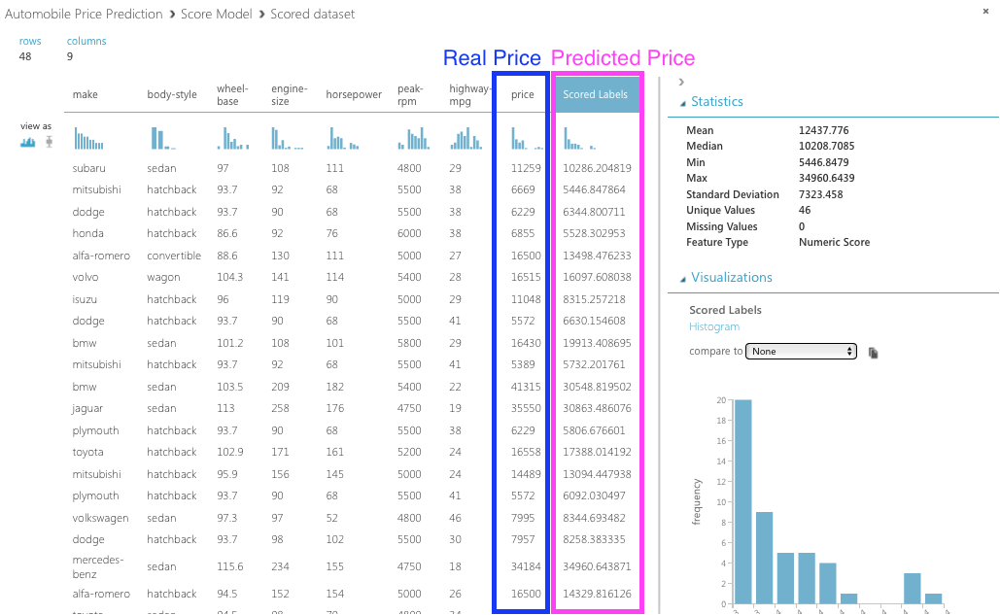 Automobile Price Prediction › Score Model › Scored dataset
×
rows columns
48 9
Real Price Predicted Price
make body-style wheel-base engine-size horsepower peak-rpm highway-mpg price Scored Labels
view as
subaru sedan 97 108 111 4800 29 11259 10286.204819
mitsubishi hatchback 93.7 92 68 5500 38 6669 5446.847864
dodge hatchback 93.7 90 68 5500 38 6229 6344.800711
honda hatchback 86.6 92 76 6000 38 6855 5528.302953
alfa-romero convertible 88.6 130 111 5000 27 16500 13498.476233
volvo wagon 104.3 141 114 5400 28 16515 16097.608038
isuzu hatchback 96 119 90 5000 29 11048 8315.257218
dodge hatchback 93.7 90 68 5500 41 5572 6630.154608
bmw sedan 101.2 108 101 5800 29 16430 19913.408695
mitsubishi hatchback 93.7 92 68 5500 41 5389 5732.201761
bmw sedan 103.5 209 182 5400 22 41315 30548.819502
jaguar sedan 113 258 176 4750 19 35550 30863.486076
plymouth hatchback 93.7 90 68 5500 38 6229 5806.676601
toyota hatchback 102.9 171 161 5200 24 16558 17388.014192
mitsubishi hatchback 95.9 156 145 5000 24 14489 13094.447938
plymouth hatchback 93.7 90 68 5500 41 5572 6092.030497
volkswagen sedan 97.3 97 52 4800 46 7995 8344.693482
dodge hatchback 93.7 98 102 5500 30 7957 8258.383335
mercedes-benz sedan 115.6 234 155 4750 18 34184 34960.643871
alfa-romero hatchback 94.5 152 154 5000 26 16500 14329.816126
Statistics
Mean 12437.776
Median 10208.7085
Min 5446.8479
Max 34960.6439
Standard Deviation 7323.458
Unique Values 46
Missing Values 0
Feature Type Numeric Score
Visualizations
Scored Labels
Histogram
compare to None
frequency
20
18
16
14
12
10
8
6
4
2
0